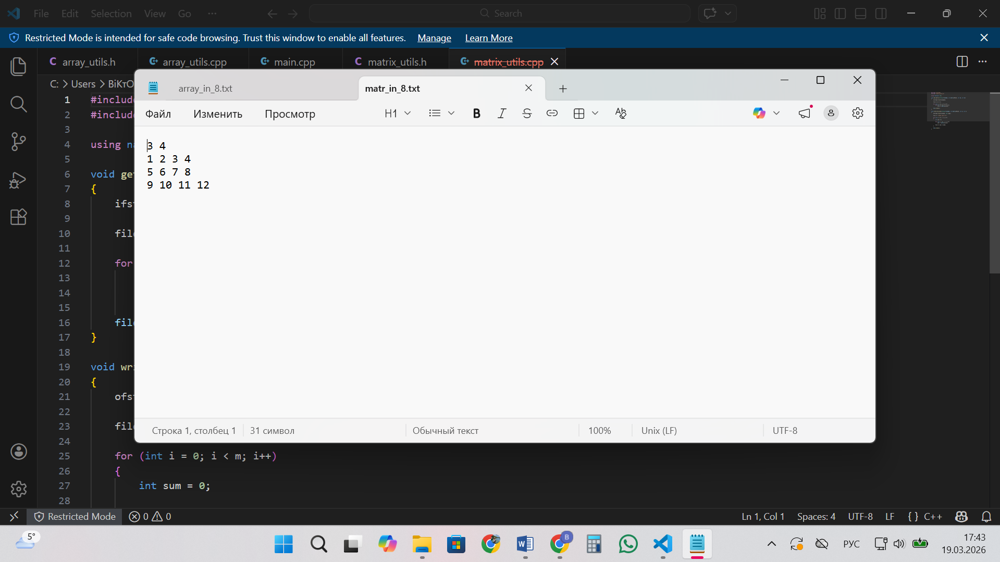 File Edit Selection View Go ··· Search
Restricted Mode is intended for safe code browsing. Trust this window to enable all features. Manage Learn More
C array_utils.h array_utils.cpp main.cpp C matrix_utils.h matrix_utils.cpp
C: > Users > ВіКтО
array_in_8.txt matr_in_8.txt
Файл Изменить Просмотр H1 B I S
3 4
1 2 3 4
5 6 7 8
9 10 11 12
Строка 1, столбец 1 31 символ Обычный текст 100% Unix (LF) UTF-8
1 #include
2 #include
3
4 using n
5
6 void ge
7 {
8 ifs
9
10 fil
11
12 for
13
14
15
16 fil
17 }
18
19 void wr
20 {
21 ofs
22
23 fil
24
25 for (int i = 0; i < m; i++)
26 {
27 int sum = 0;
28
Restricted Mode 0 0 Ln 1, Col 1 Spaces: 4 UTF-8 LF { } C++
5° W B РУС 17:43
19.03.2026